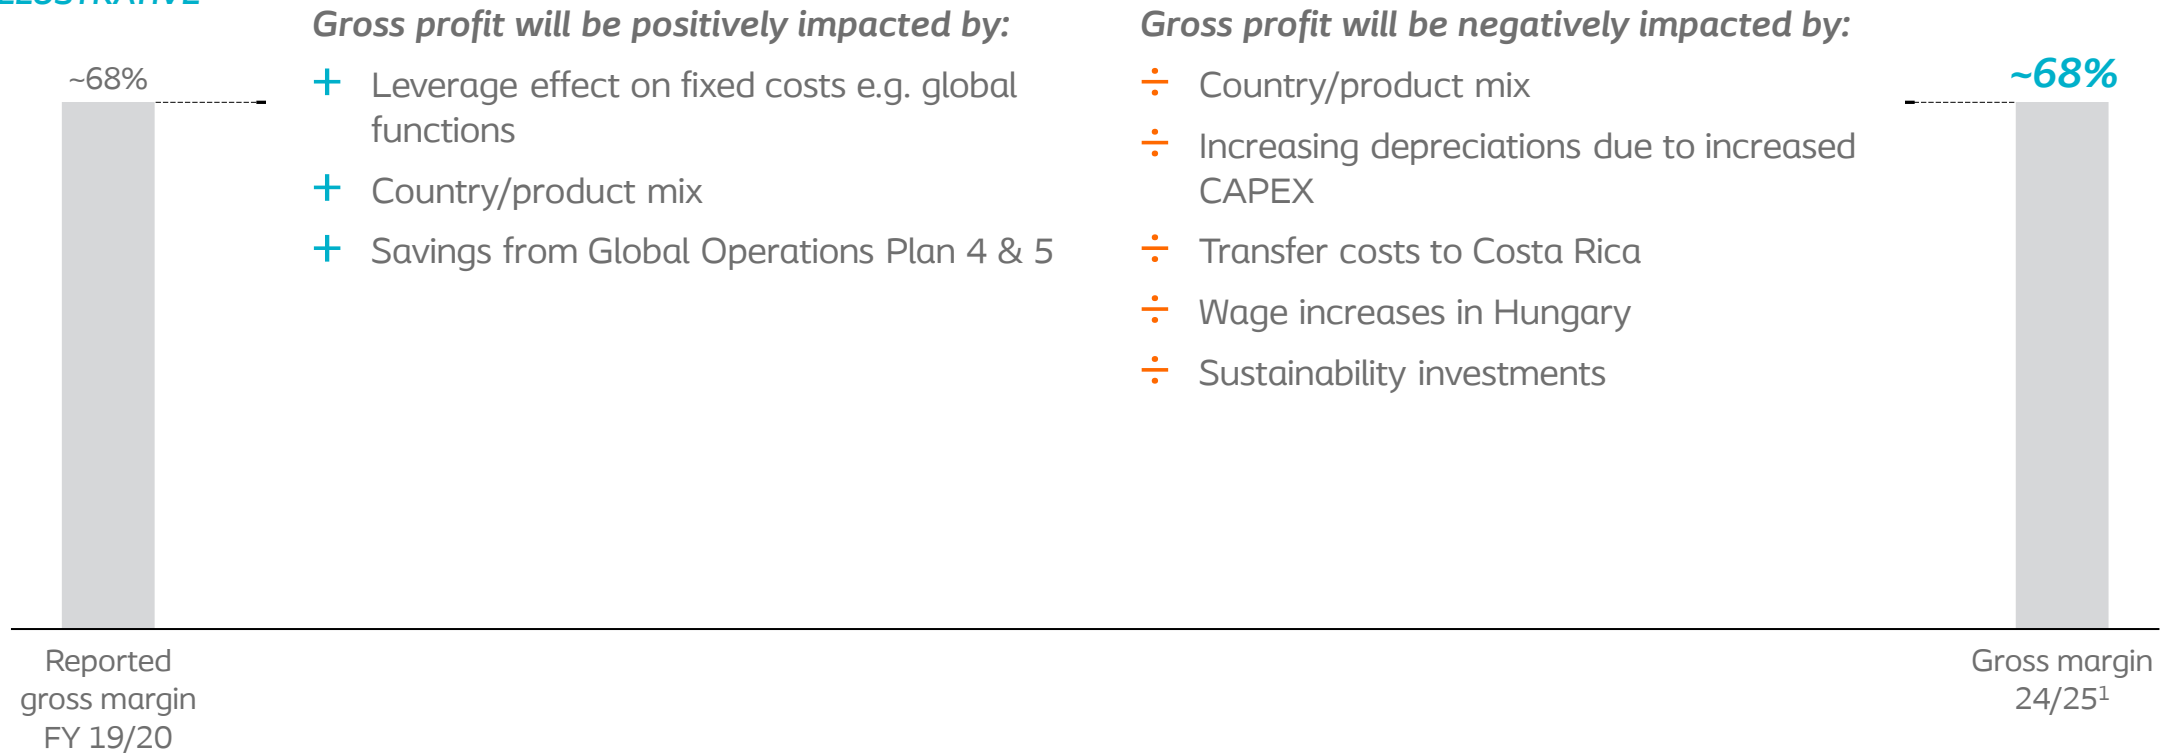 Gross profit will be positively impacted by:
Gross profit will be negatively impacted by:
~68%
+ Leverage effect on fixed costs e.g. global
functions
+ Country/product mix
+ Savings from Global Operations Plan 4 & 5
÷ Country/product mix
÷ Increasing depreciations due to increased
CAPEX
÷ Transfer costs to Costa Rica
÷ Wage increases in Hungary
÷ Sustainability investments
~68%
Reported
gross margin
FY 19/20
Gross margin
24/25¹